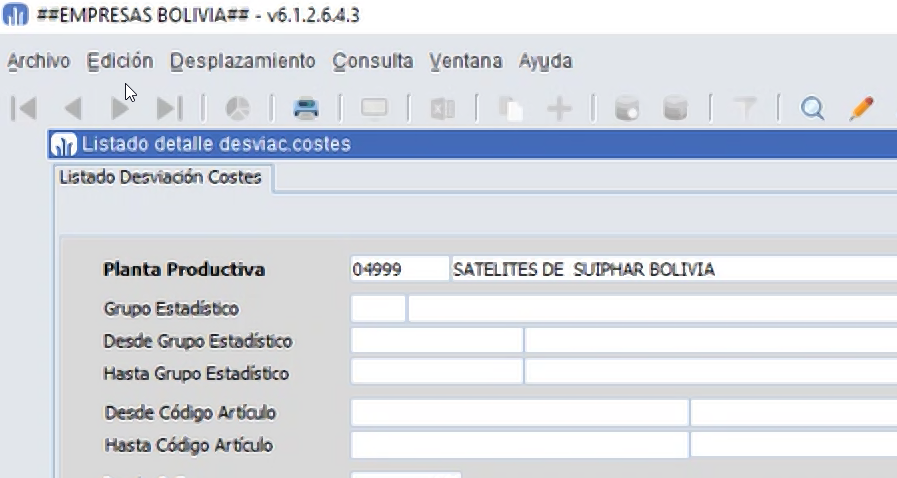 ##EMPRESAS BOLIVIA## - v6.1.2.6.4.3
Archivo Edición Desplazamiento Consulta Ventana Ayuda
Listado detalle desviac.costes
Listado Desviación Costes
Planta Productiva 04999 SATELITES DE SUIPHAR BOLIVIA
Grupo Estadístico
Desde Grupo Estadístico
Hasta Grupo Estadístico
Desde Código Artículo
Hasta Código Artículo